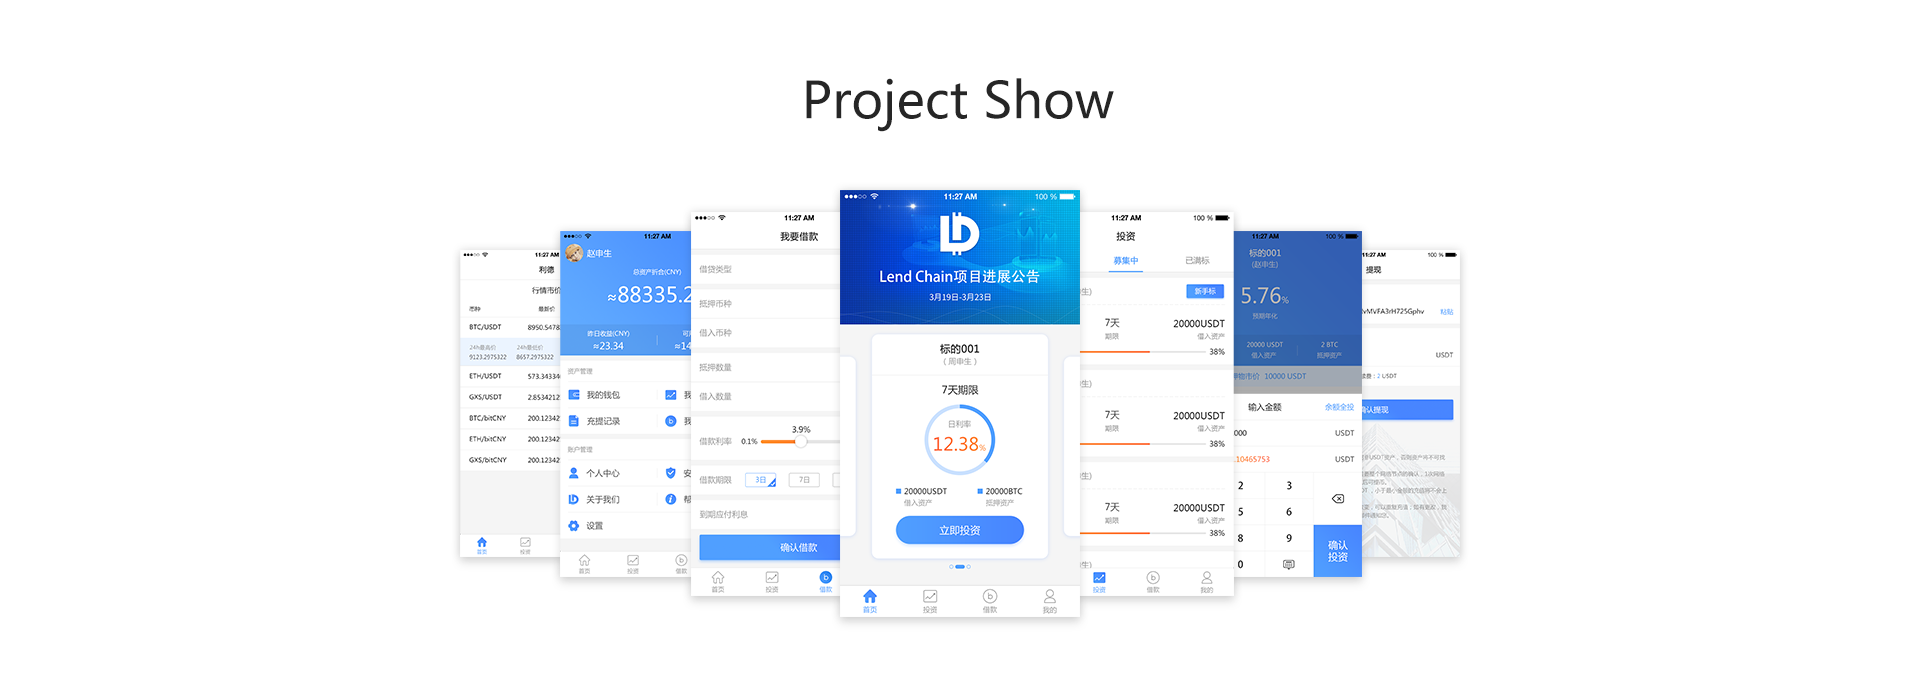 Project Show
11:27 AM
利德
行情市价
币种 最新价
BTC/USDT 8950.5478
24h最高价 24h最低价
9123.2975322 8657.2975322
ETH/USDT 573.34334
GXS/USDT 2.8534212
BTC/bitCNY 200.12342
ETH/bitCNY 200.12342
GXS/bitCNY 200.12342
首页 投资
11:27 AM
赵申生
总资产折合(CNY)
≈88335.2
昨日收益(CNY)
≈23.34 ≈14
资产管理
我的钱包
充提记录
账户管理
个人中心
关于我们
设置
首页 投资 借款
11:27 AM
我要借款
借贷类型
抵押币种
借入币种
抵押数量
借入数量
3.9%
借款利率 0.1%
借款期限 3日 7日
到期应付利息
确认借款
首页 投资 借款
11:27 AM 100 %
Lend Chain项目进展公告
3月19日-3月23日
标的001
(周申生)
7天期限
日利率
12.38%
20000USDT 20000BTC
借入资产 抵押资产
立即投资
首页 投资 借款 我的
11:27 AM 100 %
投资
募集中 已满标
生) 新手标
7天 20000USDT
期限 借入资产
38%
生)
7天 20000USDT
期限 借入资产
38%
生)
7天 20000USDT
期限 借入资产
38%
生)
投资 借款 我的
11:27 AM 100 %
标的001
(赵申生)
5.76%
预期年化
20000 USDT 2 BTC
借入资产 抵押资产
市价 10000 USDT
输入金额 余额全投
000 USDT
.10465753 USDT
2 3
5 6
8 9
0
确认
投资
11:27 AM 100 %
提现
vMVFA3rH725Gphv 粘贴
USDT
2 USDT
确认提现